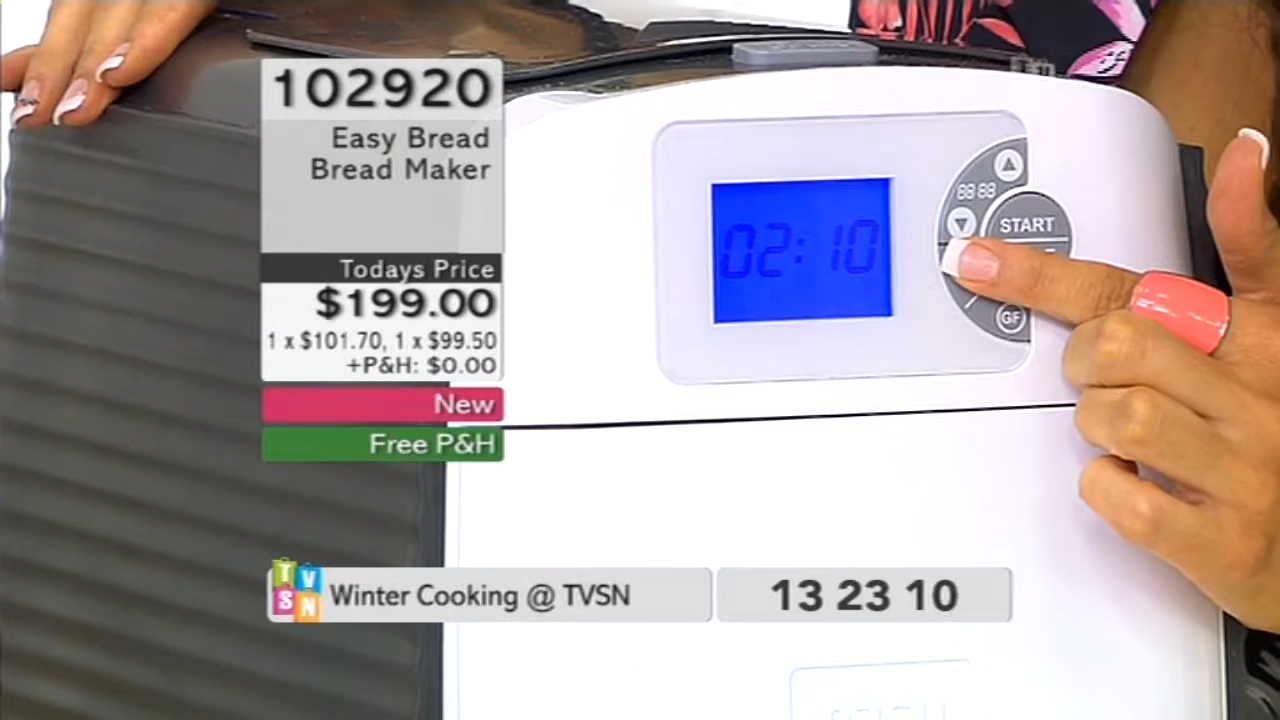 102920
Easy Bread
Bread Maker
Todays Price
$199.00
1 x $101.70, 1 x $99.50
+P&H: $0.00
New
Free P&H
02:10
88:88
START
GF
TVSN
Winter Cooking @ TVSN
13 23 10